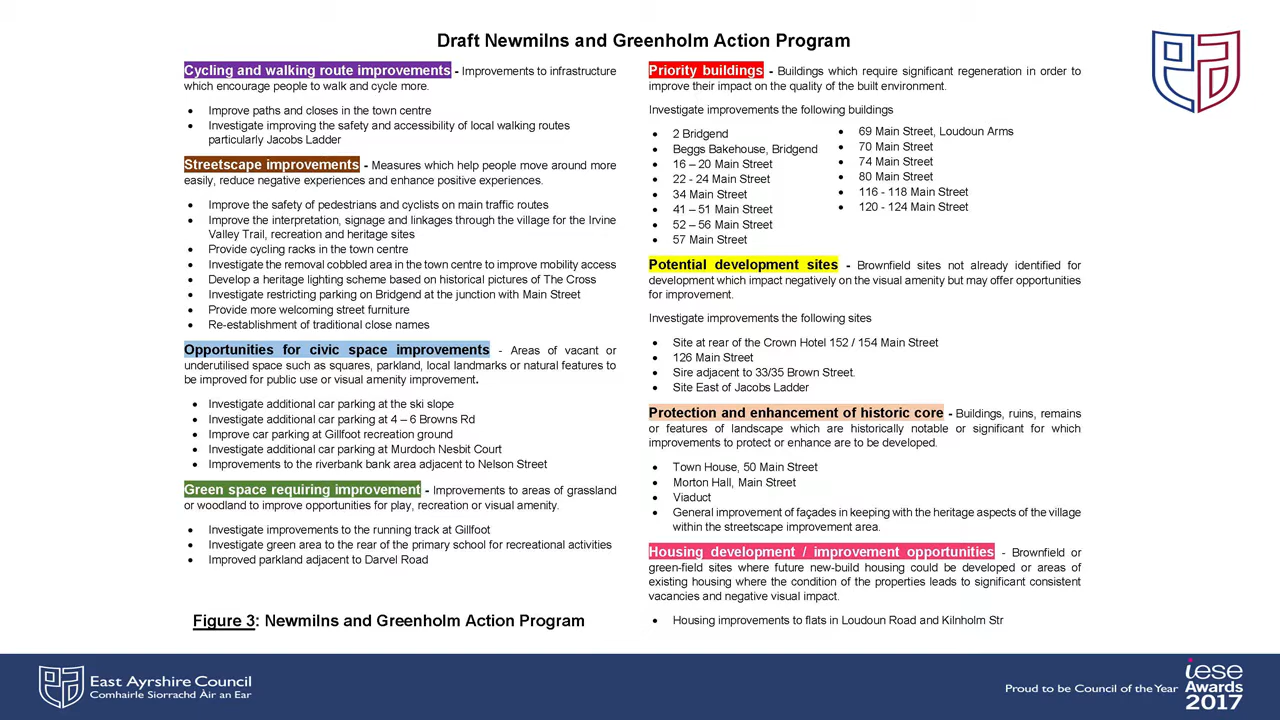 Draft Newmilns and Greenholm Action Program
Cycling and walking route improvements - Improvements to infrastructure
which encourage people to walk and cycle more.
• Improve paths and closes in the town centre
• Investigate improving the safety and accessibility of local walking routes
particularly Jacobs Ladder
Streetscape improvements - Measures which help people move around more
easily, reduce negative experiences and enhance positive experiences.
• Improve the safety of pedestrians and cyclists on main traffic routes
• Improve the interpretation, signage and linkages through the village for the Irvine
Valley Trail, recreation and heritage sites
• Provide cycling racks in the town centre
• Investigate the removal cobbled area in the town centre to improve mobility access
• Develop a heritage lighting scheme based on historical pictures of The Cross
• Investigate restricting parking on Bridgend at the junction with Main Street
• Provide more welcoming street furniture
• Re-establishment of traditional close names
Opportunities for civic space improvements - Areas of vacant or
underutilised space such as squares, parkland, local landmarks or natural features to
be improved for public use or visual amenity improvement.
• Investigate additional car parking at the ski slope
• Investigate additional car parking at 4 – 6 Browns Rd
• Improve car parking at Gillfoot recreation ground
• Investigate additional car parking at Murdoch Nesbit Court
• Improvements to the riverbank bank area adjacent to Nelson Street
Green space requiring improvement - Improvements to areas of grassland
or woodland to improve opportunities for play, recreation or visual amenity.
• Investigate improvements to the running track at Gillfoot
• Investigate green area to the rear of the primary school for recreational activities
• Improved parkland adjacent to Darvel Road
Figure 3: Newmilns and Greenholm Action Program
Priority buildings - Buildings which require significant regeneration in order to
improve their impact on the quality of the built environment.
Investigate improvements the following buildings
• 2 Bridgend
• Beggs Bakehouse, Bridgend
• 16 – 20 Main Street
• 22 - 24 Main Street
• 34 Main Street
• 41 – 51 Main Street
• 52 – 56 Main Street
• 57 Main Street
• 69 Main Street, Loudoun Arms
• 70 Main Street
• 74 Main Street
• 80 Main Street
• 116 - 118 Main Street
• 120 - 124 Main Street
Potential development sites - Brownfield sites not already identified for
development which impact negatively on the visual amenity but may offer opportunities
for improvement.
Investigate improvements the following sites
• Site at rear of the Crown Hotel 152 / 154 Main Street
• 126 Main Street
• Sire adjacent to 33/35 Brown Street.
• Site East of Jacobs Ladder
Protection and enhancement of historic core - Buildings, ruins, remains
or features of landscape which are historically notable or significant for which
improvements to protect or enhance are to be developed.
• Town House, 50 Main Street
• Morton Hall, Main Street
• Viaduct
• General improvement of façades in keeping with the heritage aspects of the village
within the streetscape improvement area.
Housing development / improvement opportunities - Brownfield or
green-field sites where future new-build housing could be developed or areas of
existing housing where the condition of the properties leads to significant consistent
vacancies and negative visual impact.
• Housing improvements to flats in Loudoun Road and Kilnholm Str
East Ayrshire Council
Comhairle Siorrachd Àir an Ear
Proud to be Council of the Year
iese
Awards
2017